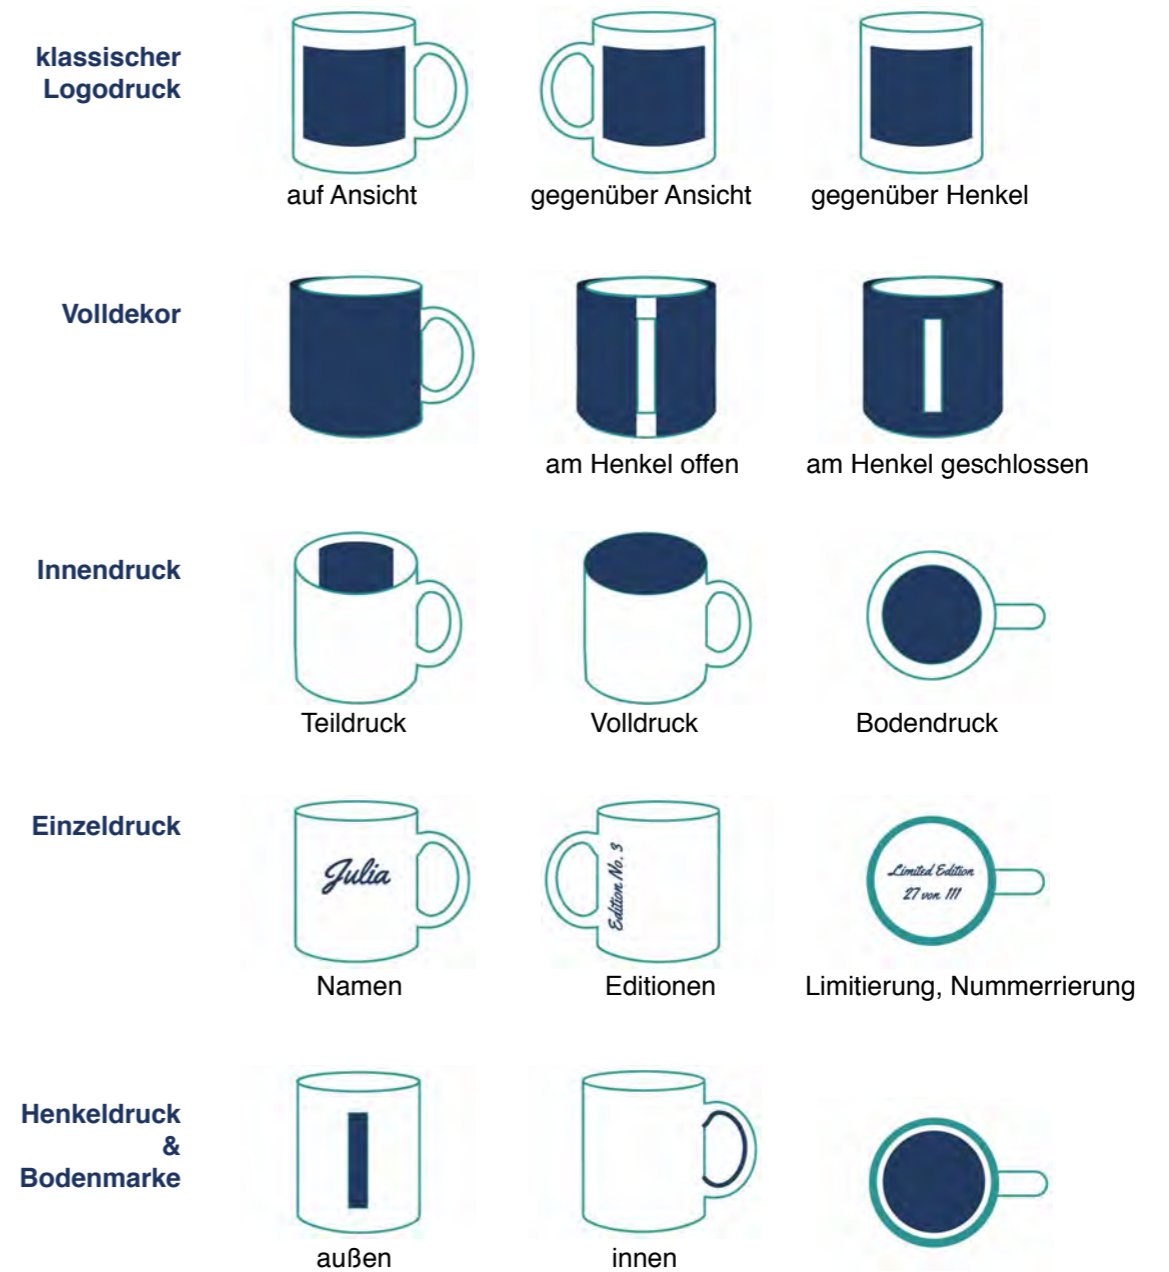 klassischer
Logodruck
auf Ansicht
gegenüber Ansicht
gegenüber Henkel
Volldekor
am Henkel offen
am Henkel geschlossen
Innendruck
Teildruck
Volldruck
Bodendruck
Einzeldruck
Julia
Edition No. 3
Limited Edition
27 von 111
Namen
Editionen
Limitierung, Nummerrierung
Henkeldruck
&
Bodenmarke
außen
innen